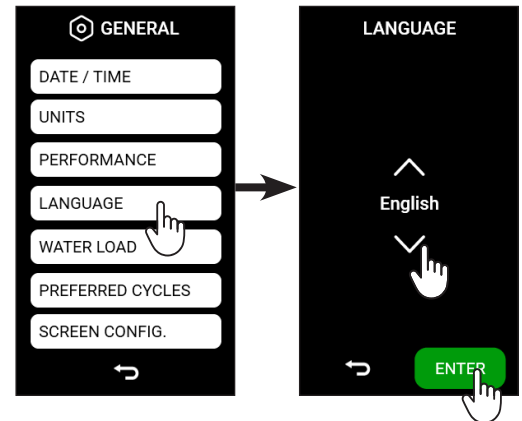 GENERAL
DATE / TIME
UNITS
PERFORMANCE
LANGUAGE
WATER LOAD
PREFERRED CYCLES
SCREEN CONFIG.
LANGUAGE
English
ENTER